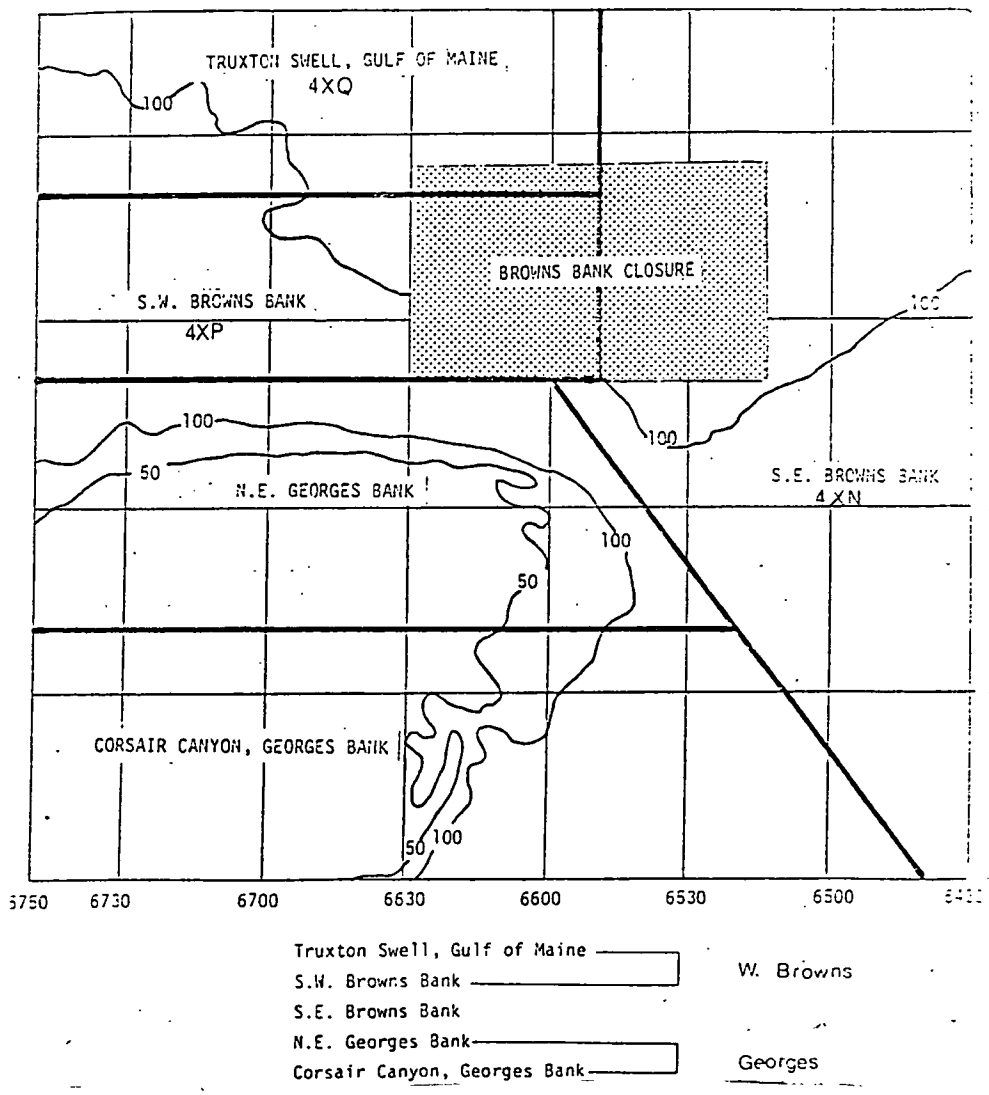 TRUXTON SWELL, GULF OF MAINE
4XQ
100
BROWNS BANK CLOSURE
S.W. BROWNS BANK
4XP
100
100
100
50
S.E. BROWNS BANK
4XN
N.E. GEORGES BANK
100
50
CORSAIR CANYON, GEORGES BANK
50 100
6730 6700 6630 6600 6530 6500
Truxton Swell, Gulf of Maine
W. Browns
S.W. Browns Bank
S.E. Browns Bank
N.E. Georges Bank
Georges
Corsair Canyon, Georges Bank